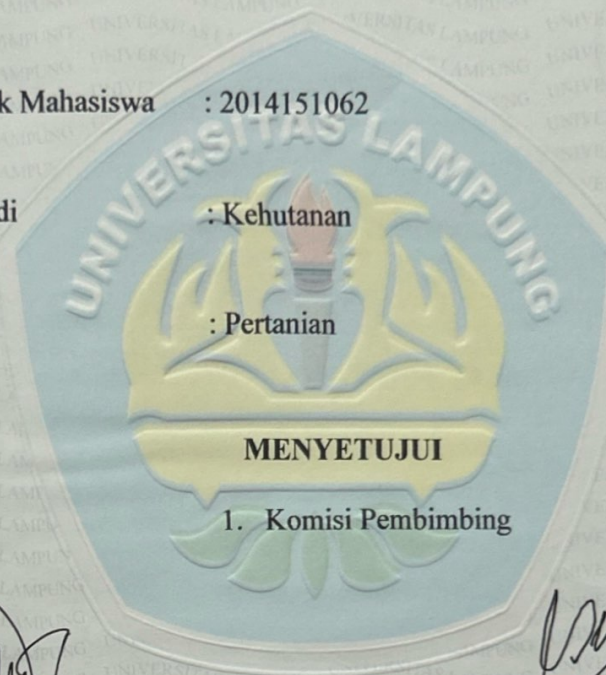 k Mahasiswa : 2014151062
UNIVERSITAS LAMPUNG
di : Kehutanan
: Pertanian
MENYETUJUI
1. Komisi Pembimbing